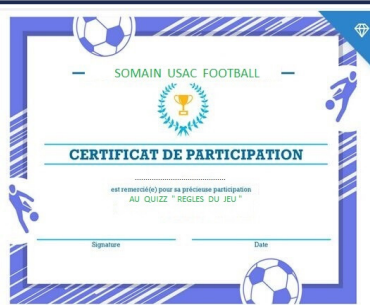 SOMAIN USAC FOOTBALL
CERTIFICAT DE PARTICIPATION
................................................
est remercié(e) pour sa précieuse participation
AU QUIZZ " REGLES DU JEU "
Signature Date